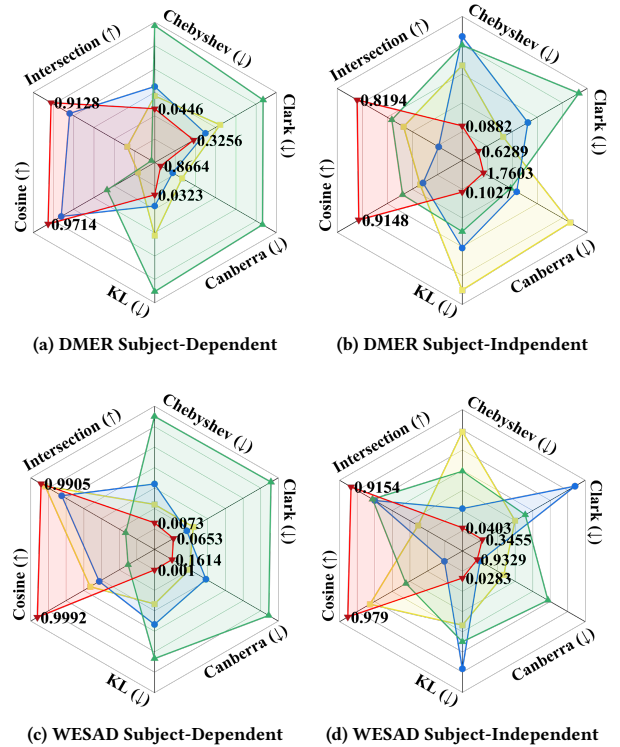 Chebyshev (↓)
Intersection (↑)
Clark (↓)
0.9128
0.0446
0.3256
0.8664
0.0323
0.9714
Cosine (↑)
KL (↓)
Canberra (↓)
(a) DMER Subject-Dependent
Chebyshev (↓)
Intersection (↑)
Clark (↓)
0.8194
0.0882
0.6289
1.7603
0.1027
0.9148
Cosine (↑)
KL (↓)
Canberra (↓)
(b) DMER Subject-Indpendent
Chebyshev (↓)
Intersection (↑)
Clark (↓)
0.9905
0.0073
0.0653
0.1614
0.001
0.9992
Cosine (↑)
KL (↓)
Canberra (↓)
(c) WESAD Subject-Dependent
Chebyshev (↓)
Intersection (↑)
Clark (↓)
0.9154
0.0403
0.3455
0.9329
0.0283
0.979
Cosine (↑)
KL (↓)
Canberra (↓)
(d) WESAD Subject-Independent